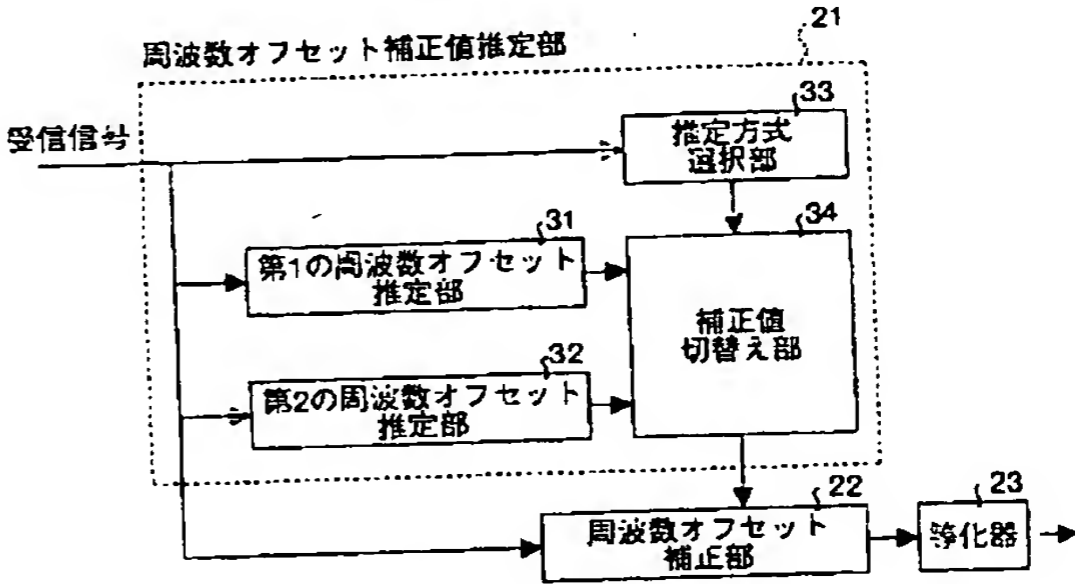 21
周波数オフセット補正値推定部
33
受信信号
推定方式
選択部
31
34
第1の周波数オフセット
推定部
補正値
切替え部
32
第2の周波数オフセット
推定部
22
23
周波数オフセット
補正部
等化器